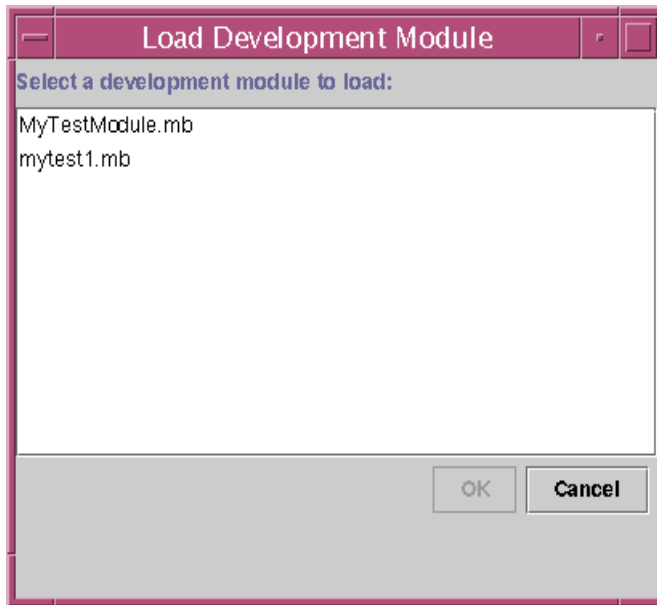 Load Development Module
Select a development module to load:
MyTestModule.mb
mytest1.mb
OK Cancel